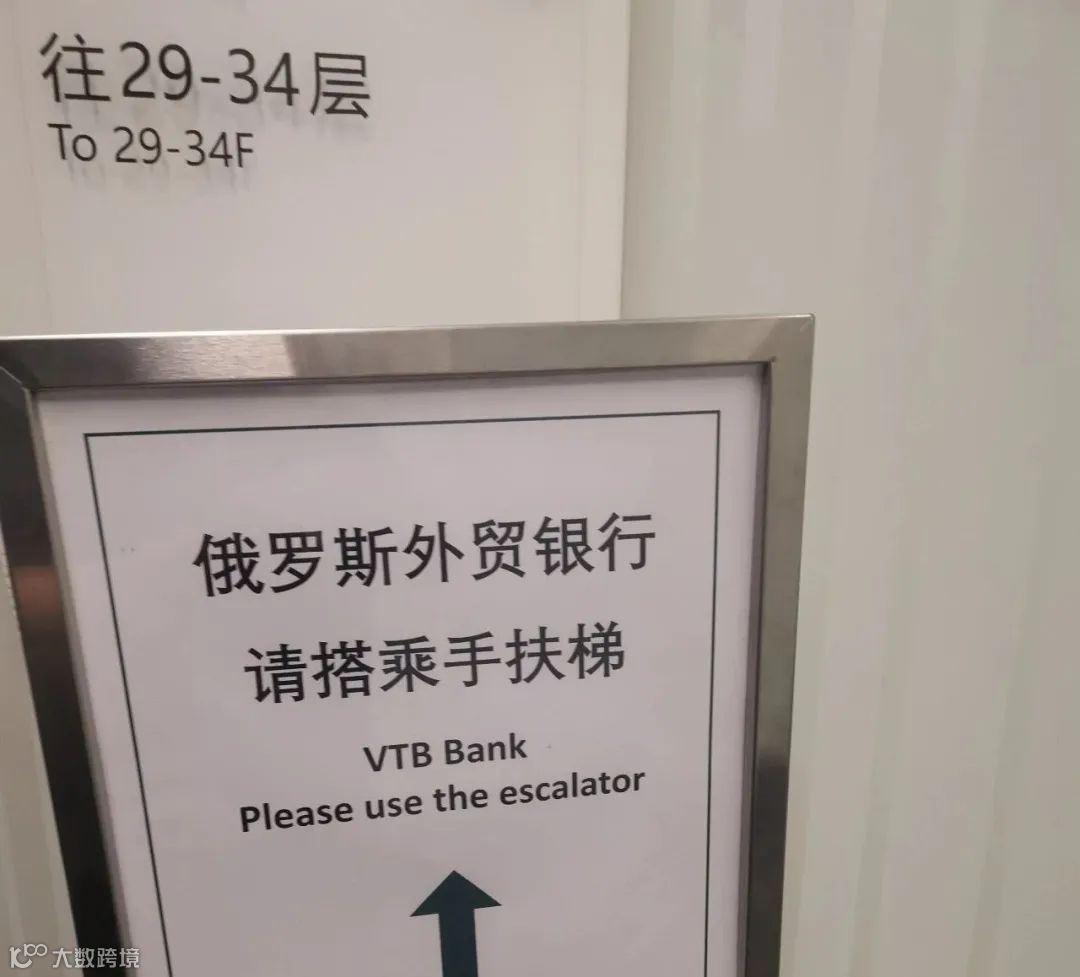 往29-34层
To 29-34F
俄罗斯外贸银行
请搭乘手扶梯
VTB Bank
Please use the escalator
大数跨境